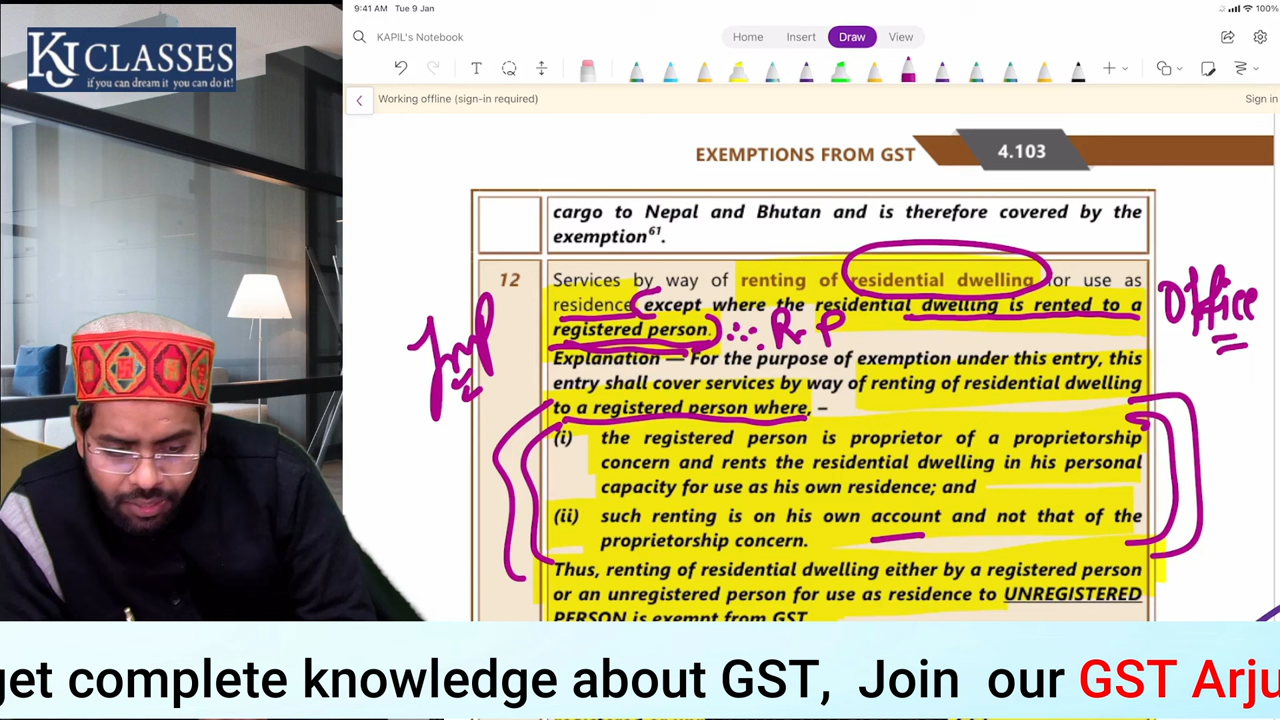 9:41 AM Tue 9 Jan
100%
KJ CLASSES
if you can dream it you can do it!
KAPIL's Notebook
Home Insert Draw View
Working offline (sign-in required)
Sign in
EXEMPTIONS FROM GST 4.103
cargo to Nepal and Bhutan and is therefore covered by the
exemption61.
12 Services by way of renting of residential dwelling for use as
residence except where the residential dwelling is rented to a
registered person. R.P
Office
Imp
Explanation — For the purpose of exemption under this entry, this
entry shall cover services by way of renting of residential dwelling
to a registered person where, –
(i) the registered person is proprietor of a proprietorship
concern and rents the residential dwelling in his personal
capacity for use as his own residence; and
(ii) such renting is on his own account and not that of the
proprietorship concern.
Thus, renting of residential dwelling either by a registered person
or an unregistered person for use as residence to UNREGISTERED
PERSON is exempt from GST
get complete knowledge about GST, Join our GST Arju